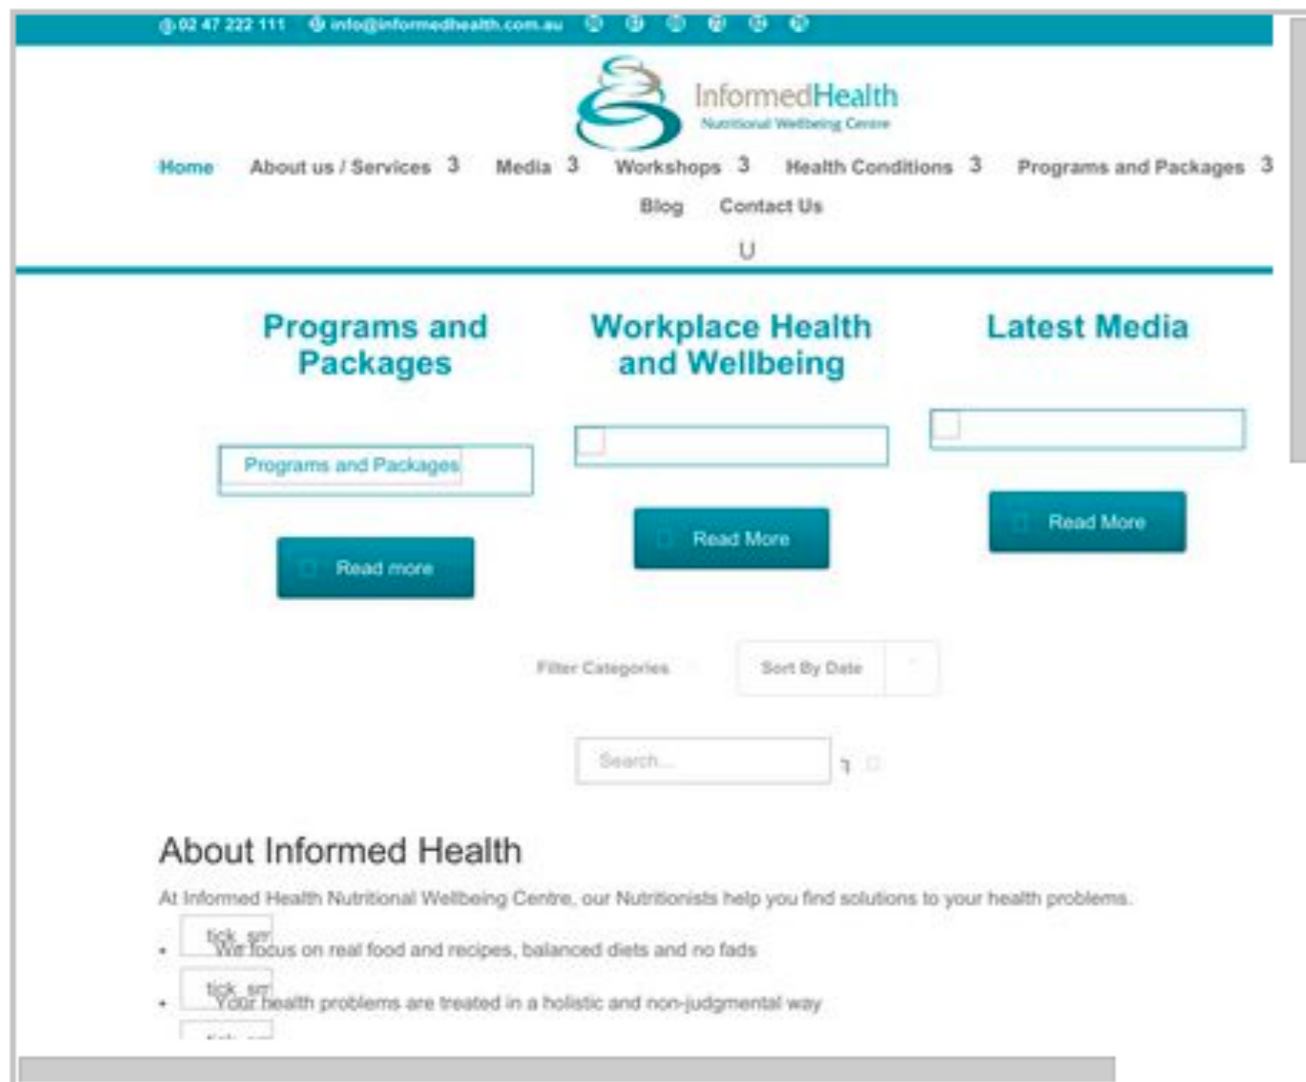 02 47 222 111 info@informedhealth.com.au
InformedHealth
Nutritional Wellbeing Centre
Home About us / Services 3 Media 3 Workshops 3 Health Conditions 3 Programs and Packages 3
Blog Contact Us
U
Programs and
Packages
Workplace Health
and Wellbeing
Latest Media
Programs and Packages
Read more
Read More
Read More
Filter Categories
Sort By Date
Search...
About Informed Health
At Informed Health Nutritional Wellbeing Centre, our Nutritionists help you find solutions to your health problems.
tick_sm
We focus on real food and recipes, balanced diets and no fads
tick_sm
Your health problems are treated in a holistic and non-judgmental way